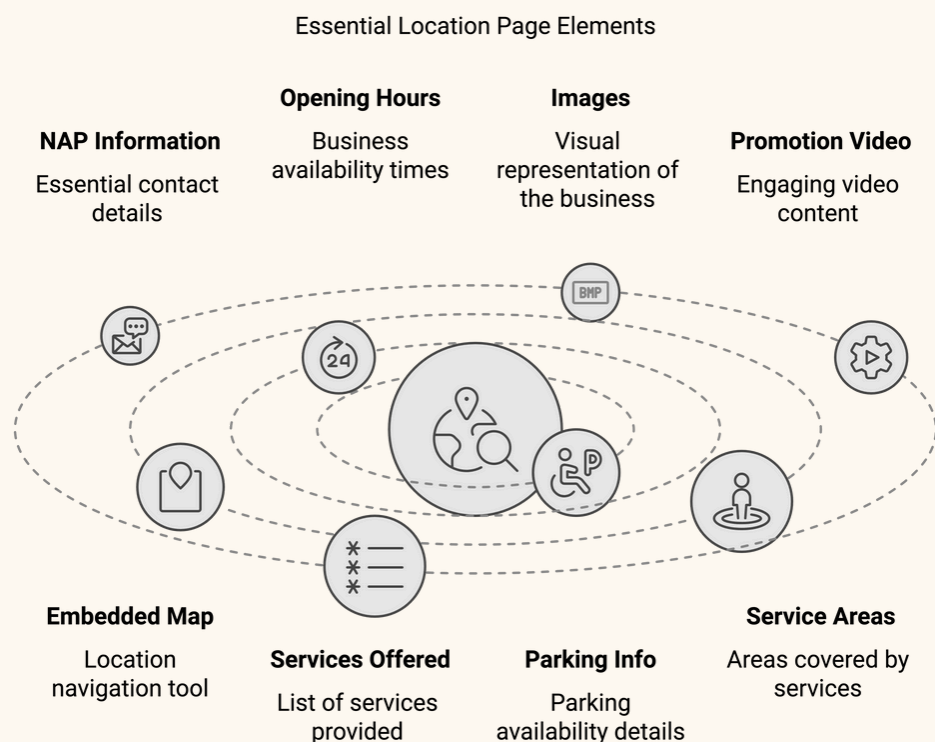 Essential Location Page Elements
Opening Hours
Business
availability times
Images
Visual
representation of
the business
NAP Information
Essential contact
details
Promotion Video
Engaging video
content
BMP
24
P
Embedded Map
Location
navigation tool
Services Offered
List of services
provided
Parking Info
Parking
availability details
Service Areas
Areas covered by
services